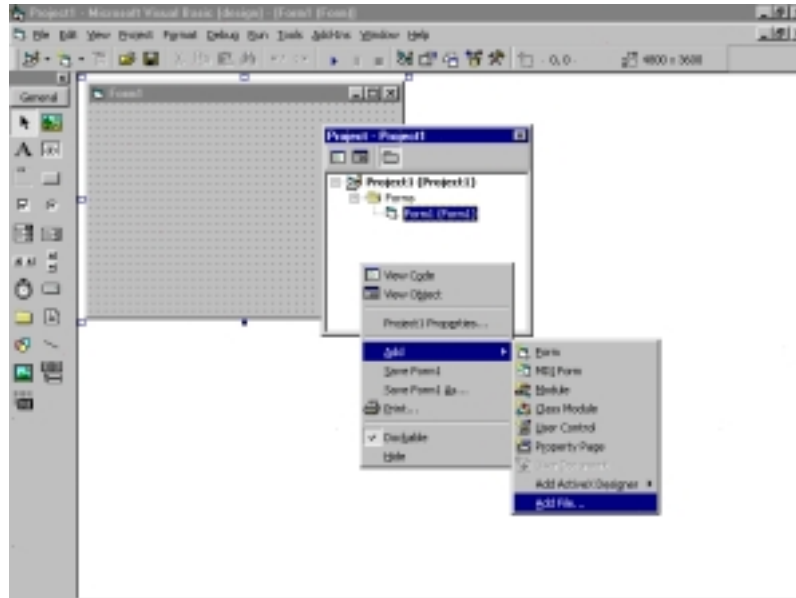 Project1 - Microsoft Visual Basic [design] - [Form1 (Form)]
File Edit View Project Format Debug Run Tools Add-Ins Window Help
0, 0
4800 x 3600
General
Form1
Project - Project1
Project1 (Project1)
Forms
Form1 (Form1)
View Code
View Object
Project1 Properties...
Add
Save Form1
Save Form1 As...
Print...
Dockable
Hide
Form
MDI Form
Module
Class Module
User Control
Property Page
User Document
Add ActiveX Designer
Add File...